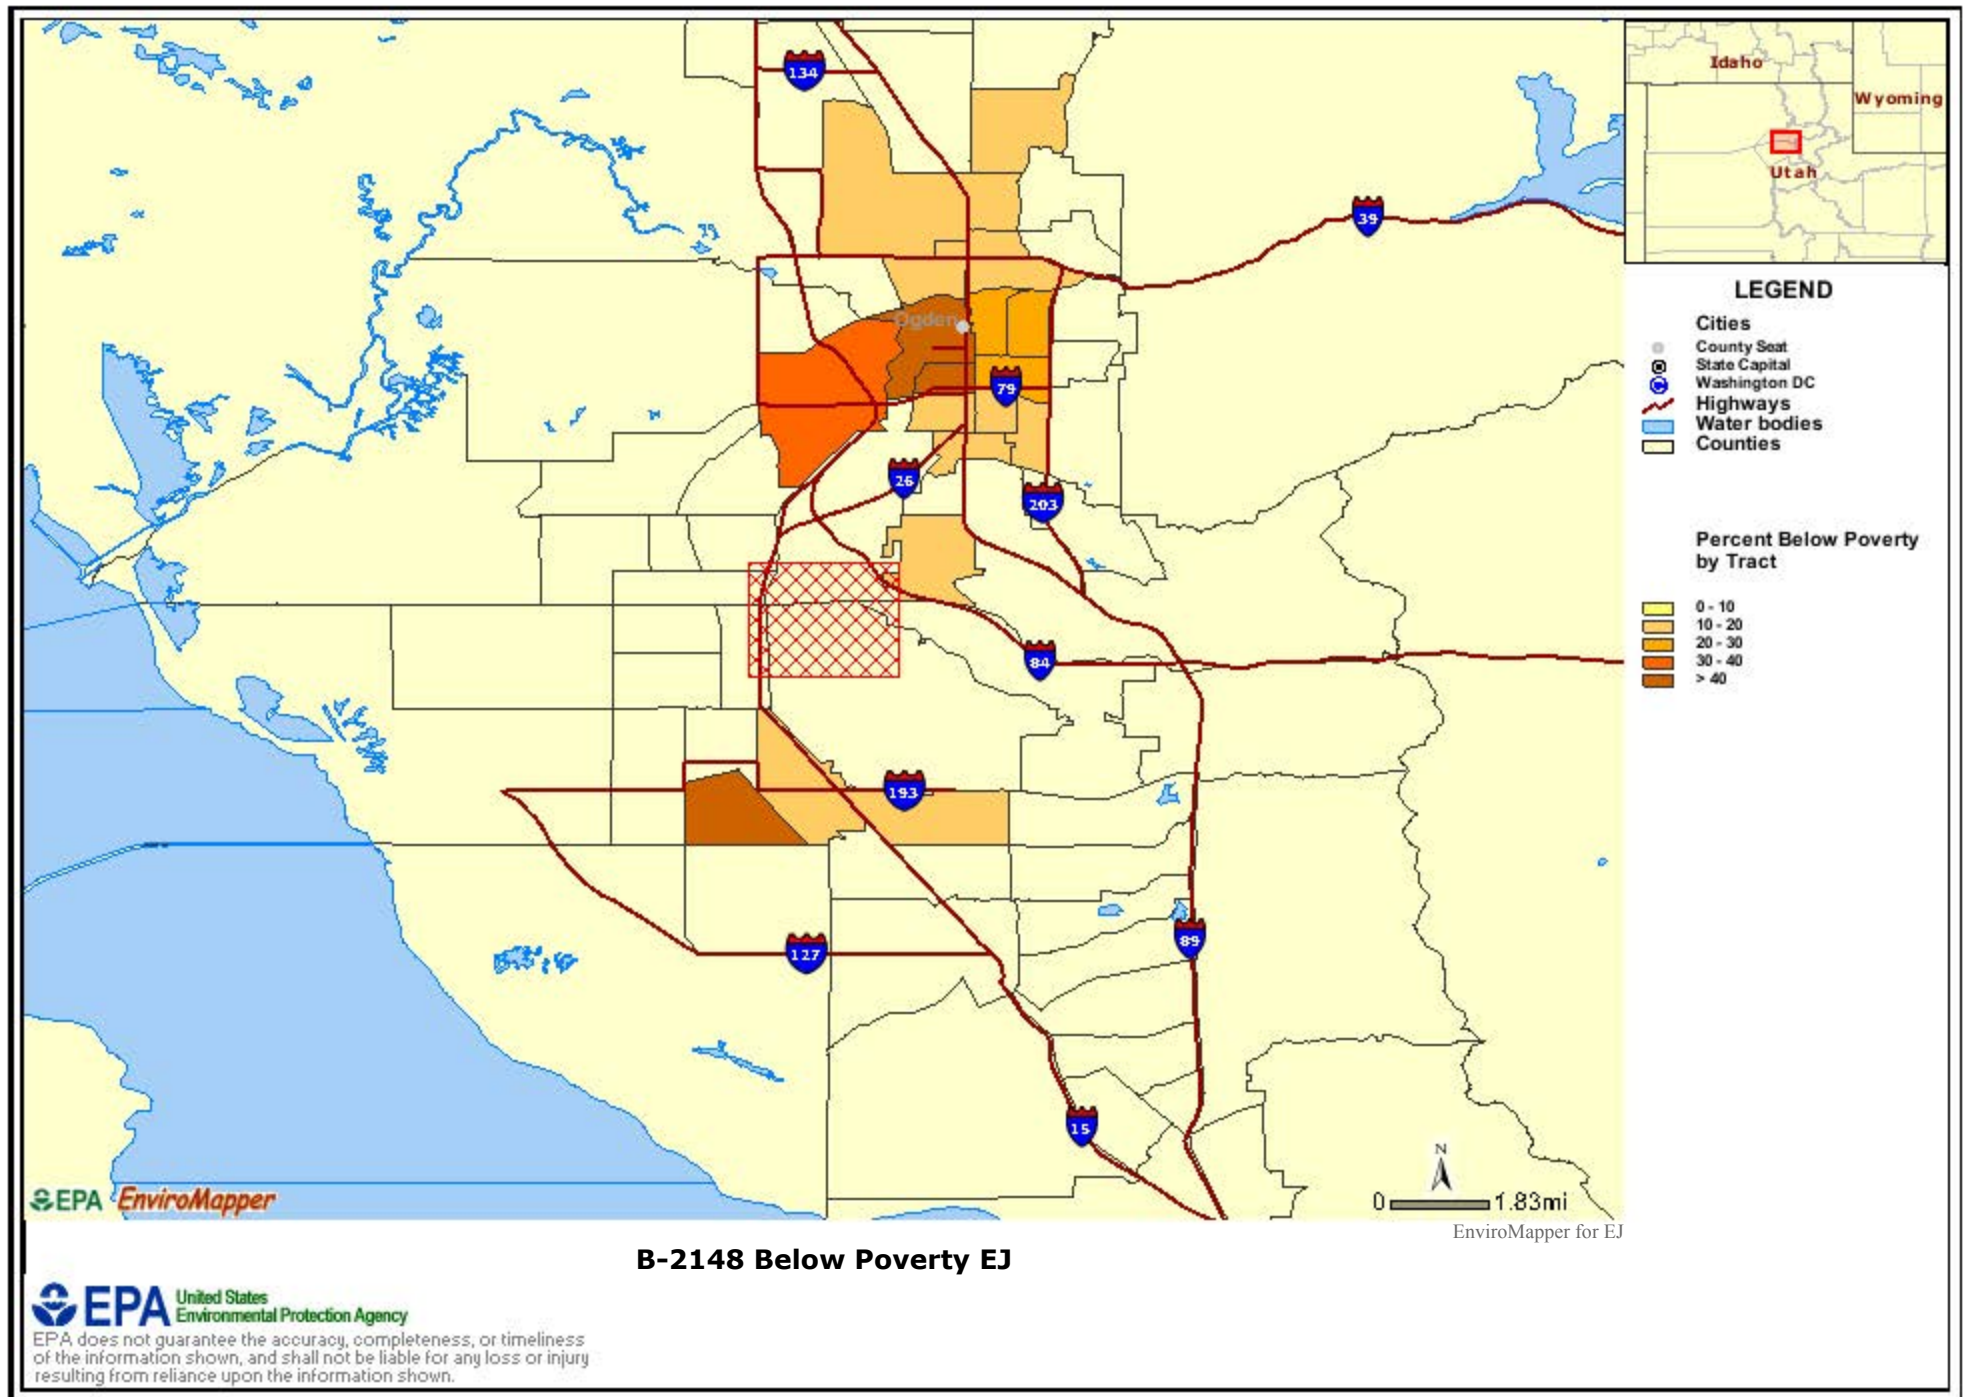 134
Idaho
Wyoming
Utah
39
Ogden
79
26
203
84
193
127
89
15
LEGEND
Cities
County Seat
State Capital
Washington DC
Highways
Water bodies
Counties
Percent Below Poverty
by Tract
0 - 10
10 - 20
20 - 30
30 - 40
> 40
N
0 1.83mi
EPA EnviroMapper
EnviroMapper for EJ
B-2148 Below Poverty EJ
EPA United States
Environmental Protection Agency
EPA does not guarantee the accuracy, completeness, or timeliness
of the information shown, and shall not be liable for any loss or injury
resulting from reliance upon the information shown.